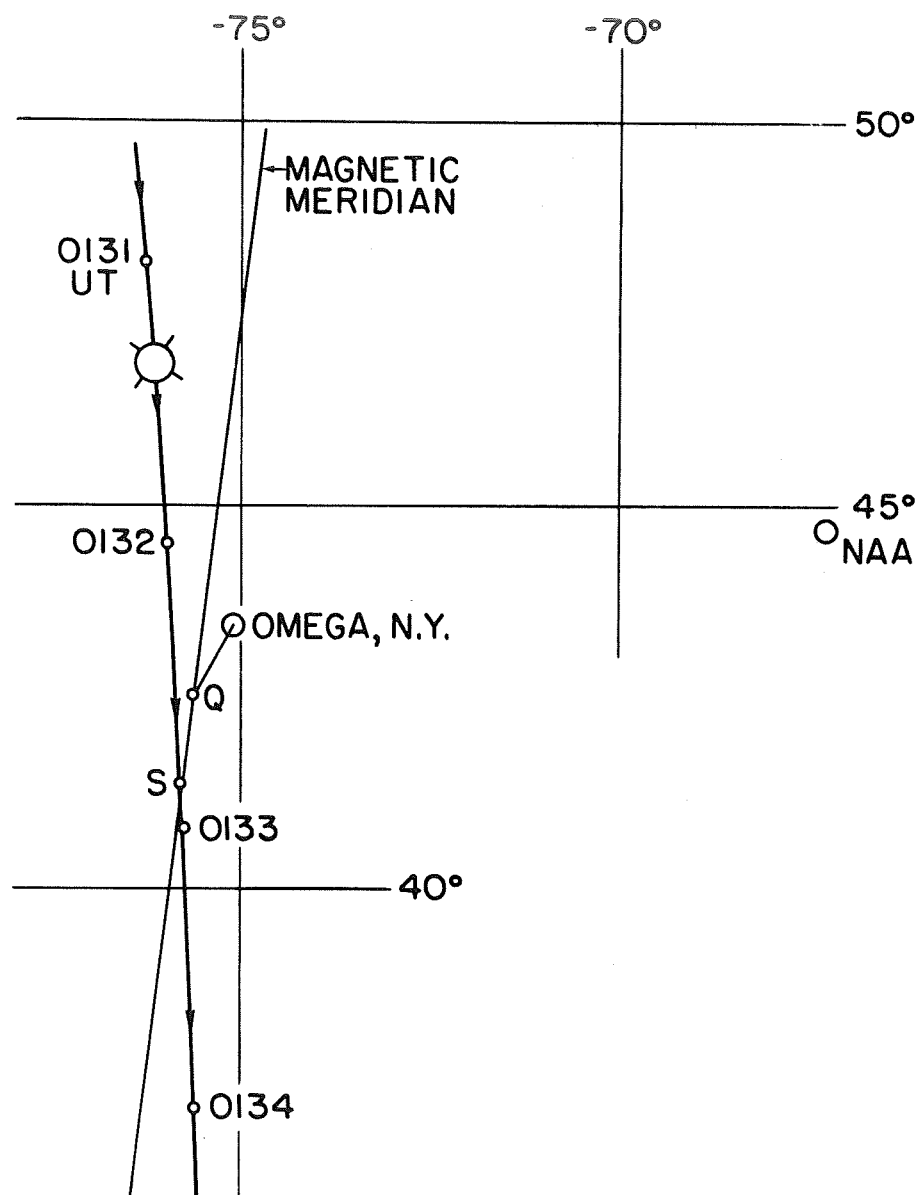 -75°
-70°
50°
MAGNETIC
MERIDIAN
0131
UT
45°
0132
NAA
OMEGA, N.Y.
Q
S
0133
40°
0134